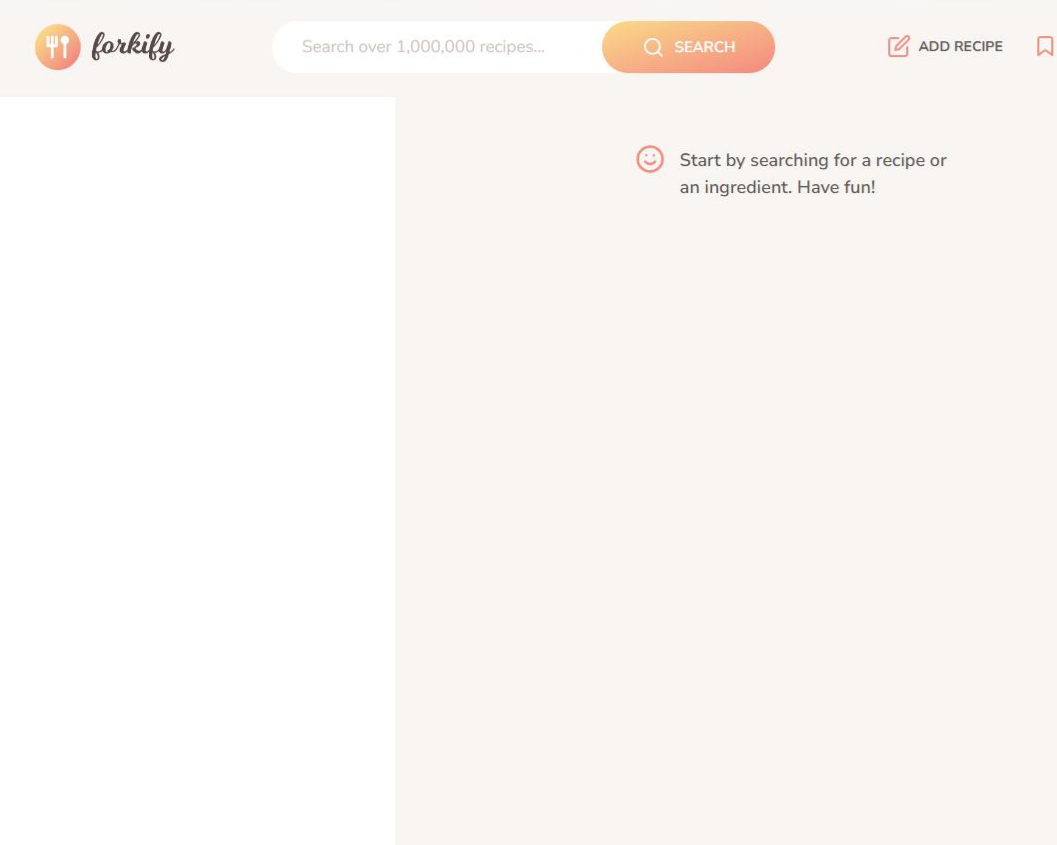 forkify
Search over 1,000,000 recipes...
SEARCH
ADD RECIPE
Start by searching for a recipe or
an ingredient. Have fun!